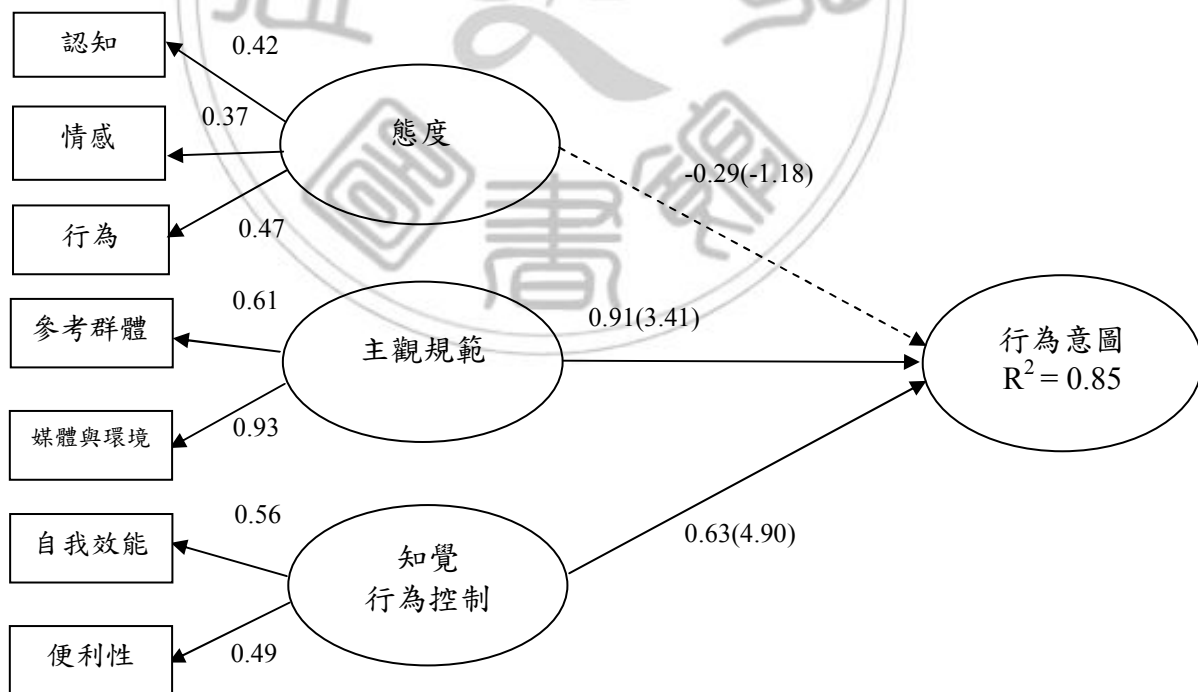 認知
0.42
0.37
情感
態度
-0.29(-1.18)
行為
0.47
參考群體
0.61
主觀規範
0.91(3.41)
行為意圖
R² = 0.85
媒體與環境
0.93
自我效能
0.56
知覺
行為控制
0.63(4.90)
便利性
0.49
書